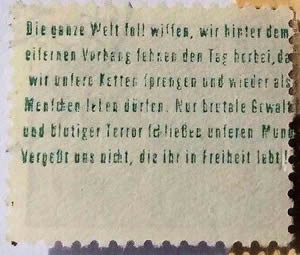 Die ganze Welt soll wissen, wir hinter dem
eisernen Vorhang sehnen den Tag herbei, da
wir unsere Ketten sprengen und wieder als
Menschen leben dürfen. Nur brutale Gewalt
und blutiger Terror schließen unseren Mund
Vergeßt uns nicht, die ihr in Freiheit lebt!